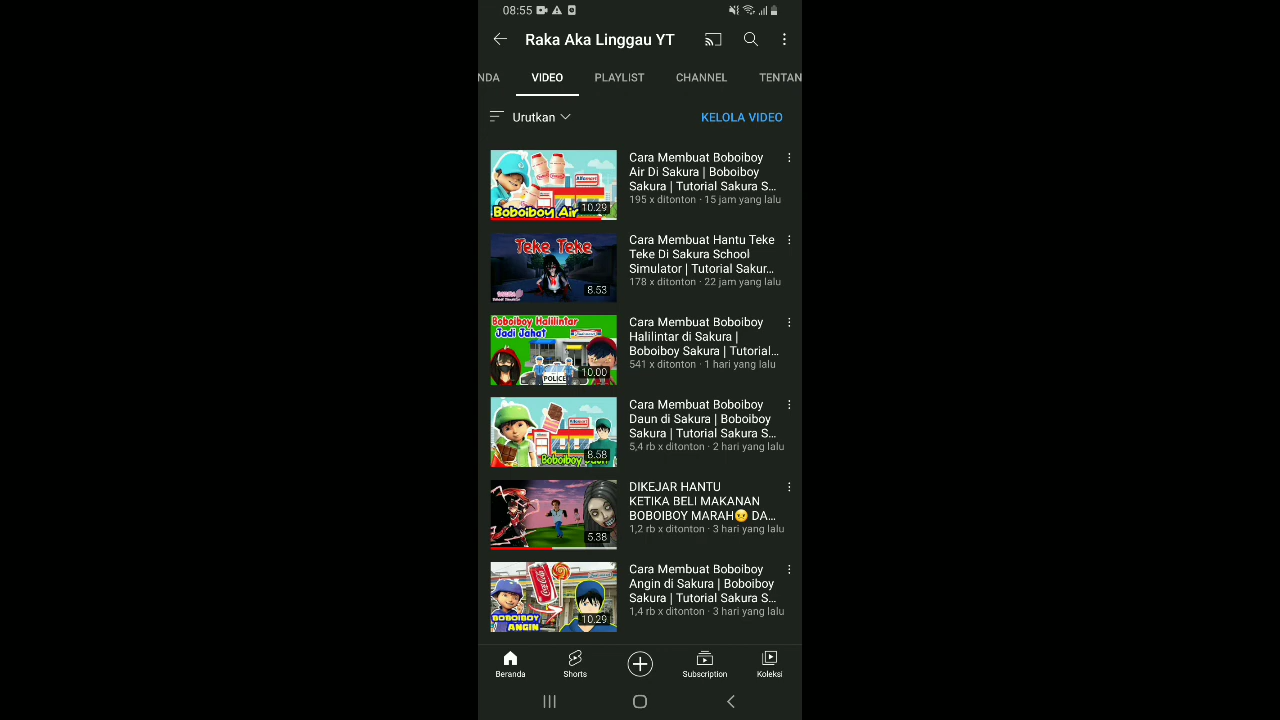 08:55
Raka Aka Linggau YT
NDA VIDEO PLAYLIST CHANNEL TENTAN
Urutkan KELOLA VIDEO
Alfamart
Boboiboy Air
10.29
Cara Membuat Boboiboy
Air Di Sakura | Boboiboy
Sakura | Tutorial Sakura S...
195 x ditonton · 15 jam yang lalu
Teke Teke
8.53
Cara Membuat Hantu Teke
Teke Di Sakura School
Simulator | Tutorial Sakur...
178 x ditonton · 22 jam yang lalu
Boboiboy Halilintar
Jadi Jahat
POLICE
10.00
Cara Membuat Boboiboy
Halilintar di Sakura |
Boboiboy Sakura | Tutorial...
541 x ditonton · 1 hari yang lalu
Alfamart
Boboiboy Daun
8.58
Cara Membuat Boboiboy
Daun di Sakura | Boboiboy
Sakura | Tutorial Sakura S...
5,4 rb x ditonton · 2 hari yang lalu
5.38
DIKEJAR HANTU
KETIKA BELI MAKANAN
BOBOIBOY MARAH😶 DA...
1,2 rb x ditonton · 3 hari yang lalu
Coca-Cola
BOBOIBOY
ANGIN
10.29
Cara Membuat Boboiboy
Angin di Sakura | Boboiboy
Sakura | Tutorial Sakura S...
1,4 rb x ditonton · 3 hari yang lalu
Beranda Shorts Subscription Koleksi